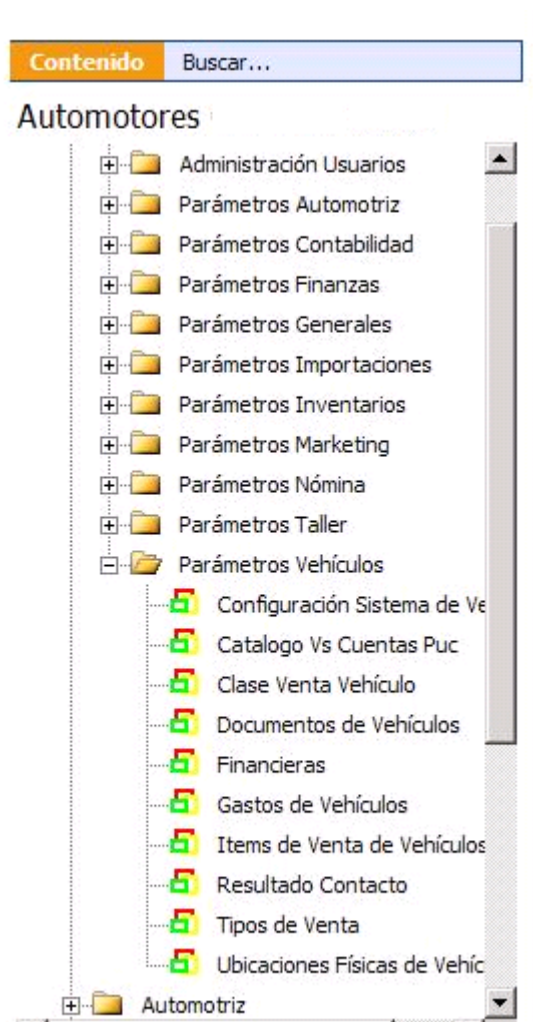 Contenido Buscar...
Automotores
Administración Usuarios
Parámetros Automotriz
Parámetros Contabilidad
Parámetros Finanzas
Parámetros Generales
Parámetros Importaciones
Parámetros Inventarios
Parámetros Marketing
Parámetros Nómina
Parámetros Taller
Parámetros Vehículos
Configuración Sistema de Ve
Catalogo Vs Cuentas Puc
Clase Venta Vehículo
Documentos de Vehículos
Financieras
Gastos de Vehículos
Items de Venta de Vehículos
Resultado Contacto
Tipos de Venta
Ubicaciones Físicas de Vehíc
Automotriz